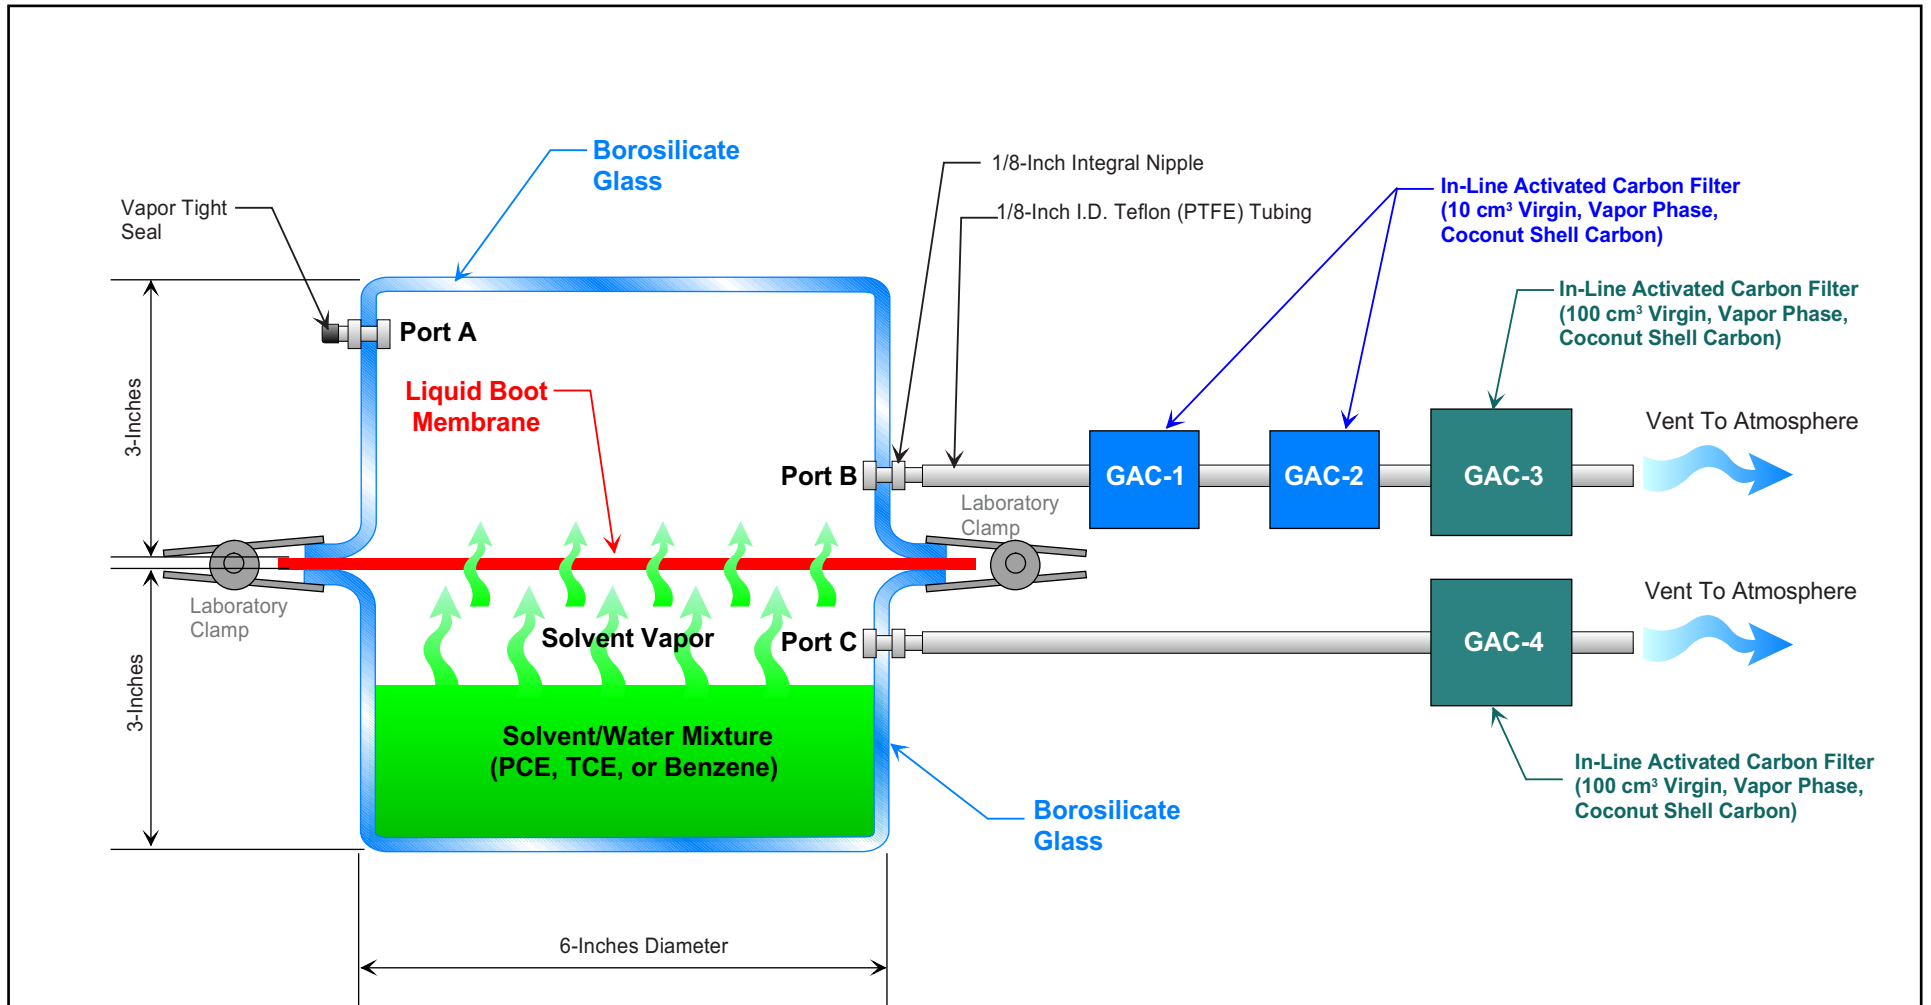 Borosilicate
Glass
1/8-Inch Integral Nipple
In-Line Activated Carbon Filter
(10 cm³ Virgin, Vapor Phase,
Coconut Shell Carbon)
Vapor Tight
Seal
1/8-Inch I.D. Teflon (PTFE) Tubing
In-Line Activated Carbon Filter
(100 cm³ Virgin, Vapor Phase,
Coconut Shell Carbon)
Port A
3-Inches
Liquid Boot
Membrane
Vent To Atmosphere
Port B
GAC-1
GAC-2
GAC-3
Laboratory
Clamp
Laboratory
Clamp
Vent To Atmosphere
Solvent Vapor
Port C
GAC-4
3-Inches
Solvent/Water Mixture
(PCE, TCE, or Benzene)
In-Line Activated Carbon Filter
(100 cm³ Virgin, Vapor Phase,
Coconut Shell Carbon)
Borosilicate
Glass
6-Inches Diameter